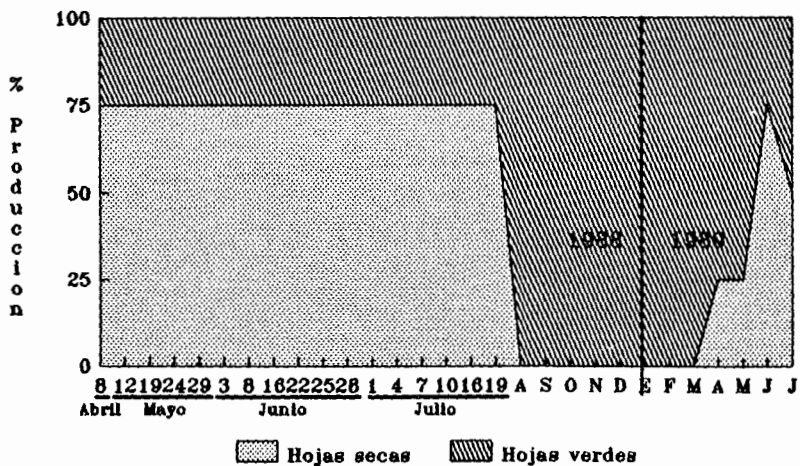 100
75
50
25
0
% Produccion
1988 1989
8 12 19 24 29 3 8 16 22 25 28 1 4 7 10 16 19 A S O N D E F M A M J J
Abril Mayo Junio Julio
Hojas secas Hojas verdes